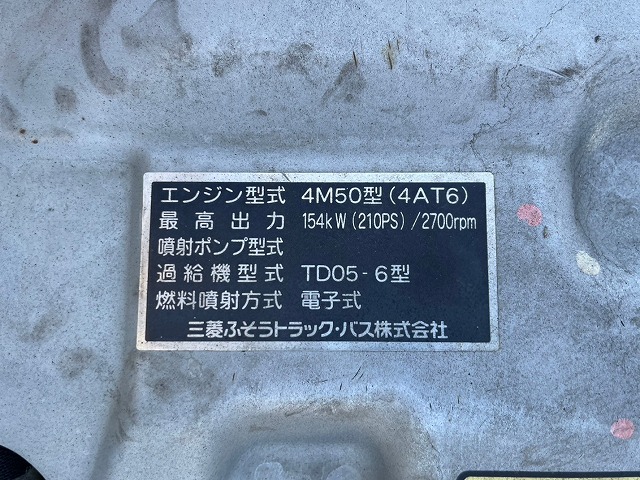 エンジン型式 4M50型(4AT6)
最高出力 154kW(210PS)/2700rpm
噴射ポンプ型式
過給機型式 TD05-6型
燃料噴射方式 電子式
三菱ふそうトラック・バス株式会社